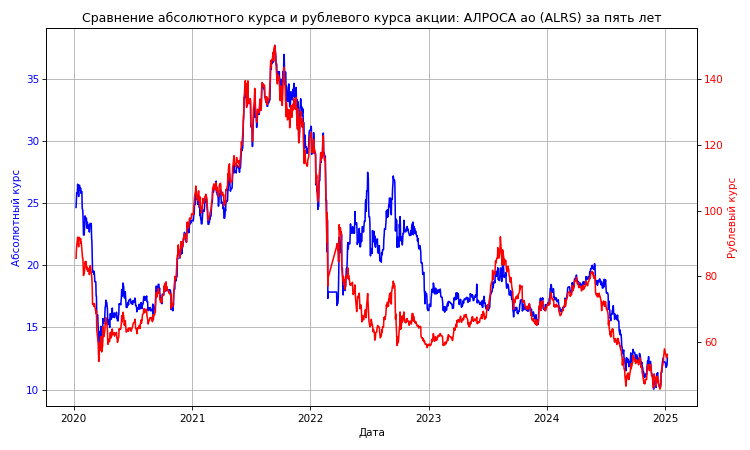 Сравнение абсолютного курса и рублевого курса акции: АЛРОСА ао (ALRS) за пять лет
Абсолютный курс
35
30
25
20
15
10
140
120
100
80
60
Рублевый курс
2020 2021 2022 2023 2024 2025
Дата